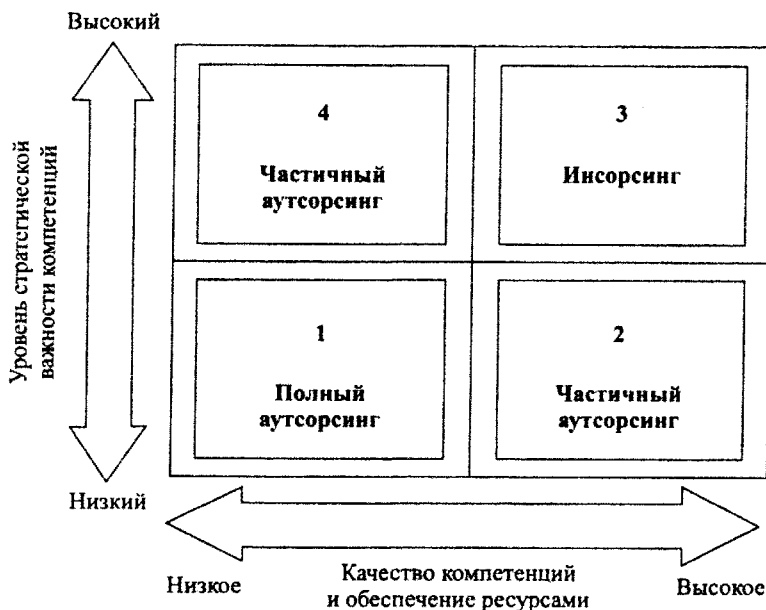 Высокий
Уровень стратегической
важности компетенций
4
Частичный
аутсорсинг
3
Инсорсинг
1
Полный
аутсорсинг
2
Частичный
аутсорсинг
Низкий
Низкое
Качество компетенций
и обеспечение ресурсами
Высокое